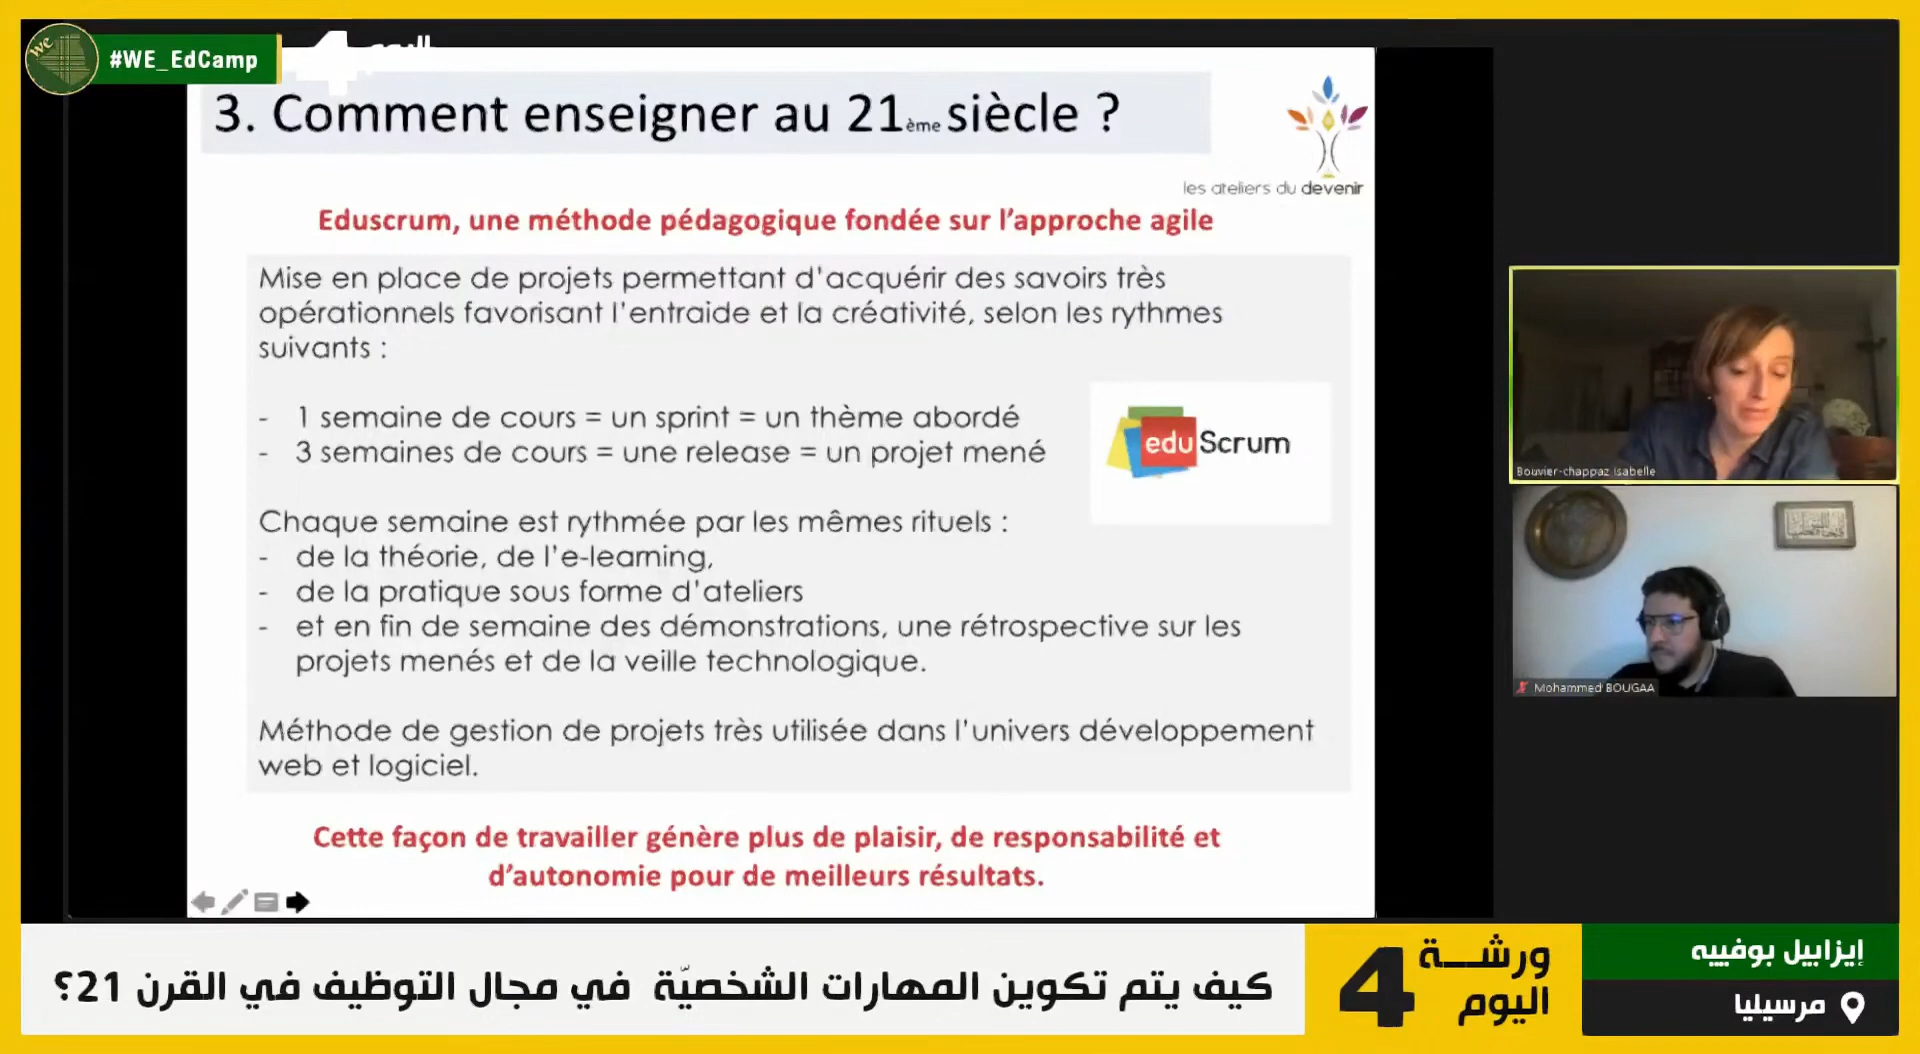 we
#WE_EdCamp
4
3. Comment enseigner au 21ème siècle ?
les ateliers du devenir
Eduscrum, une méthode pédagogique fondée sur l'approche agile
Mise en place de projets permettant d'acquérir des savoirs très
opérationnels favorisant l'entraide et la créativité, selon les rythmes
suivants :
- 1 semaine de cours = un sprint = un thème abordé
- 3 semaines de cours = une release = un projet mené
edu Scrum
Chaque semaine est rythmée par les mêmes rituels :
- de la théorie, de l'e-learning,
- de la pratique sous forme d'ateliers
- et en fin de semaine des démonstrations, une rétrospective sur les
projets menés et de la veille technologique.
Méthode de gestion de projets très utilisée dans l'univers développement
web et logiciel.
Cette façon de travailler génère plus de plaisir, de responsabilité et
d'autonomie pour de meilleurs résultats.
Bouvier-chappaz Isabelle
Mohammed BOUGAA
إيزابيل بوفييه
مرسيليا
ورشـــة
اليوم
4
كيف يتم تكوين المهارات الشخصيّة في مجال التوظيف في القرن 21؟